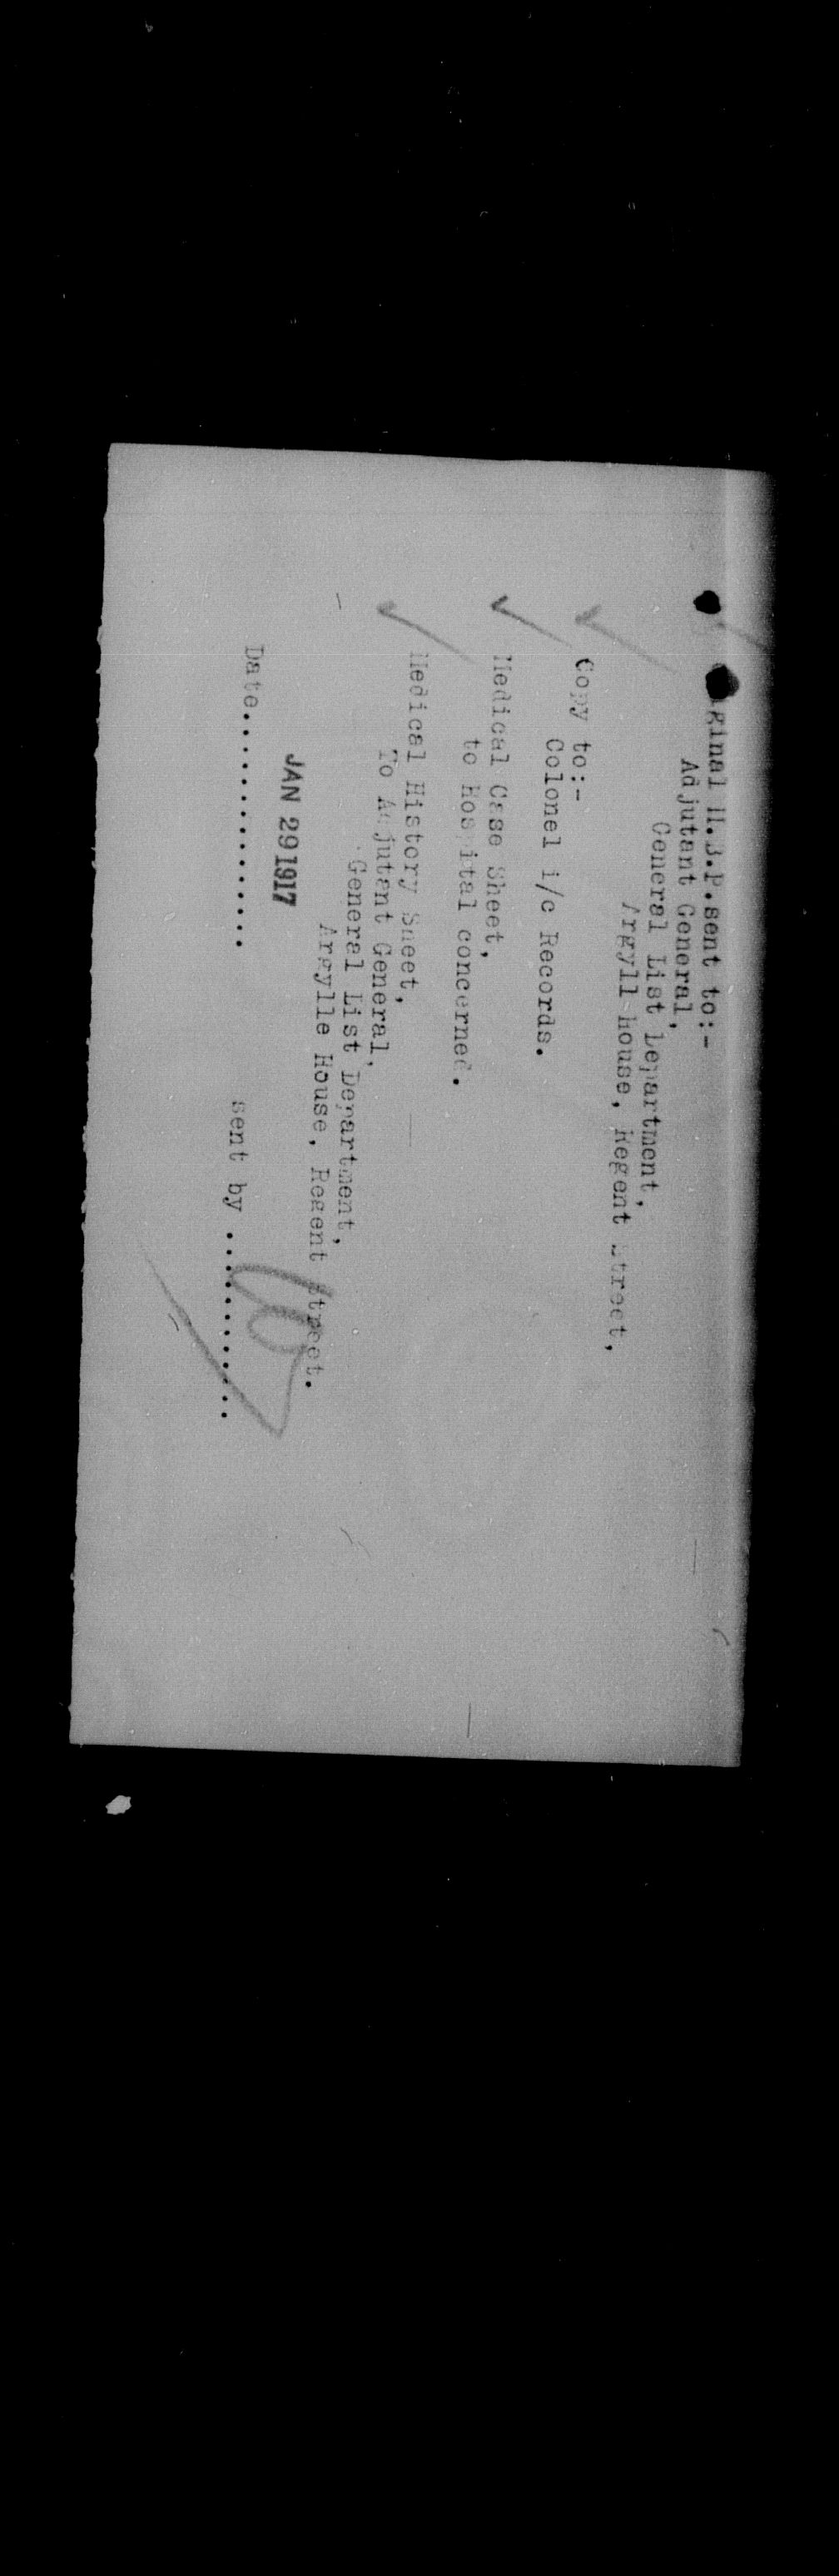 ginal M.B.P. sent to:-
Adjutant General,
General List Department,
Argyll House, Regent Street,
Copy to:-
Colonel i/c Records.
Medical Case Sheet,
to Hospital concerned.
Medical History Sheet,
To Adjutant General,
General List Department,
Argylle House, Regent Street.
JAN 29 1917
Date................ sent by ..............